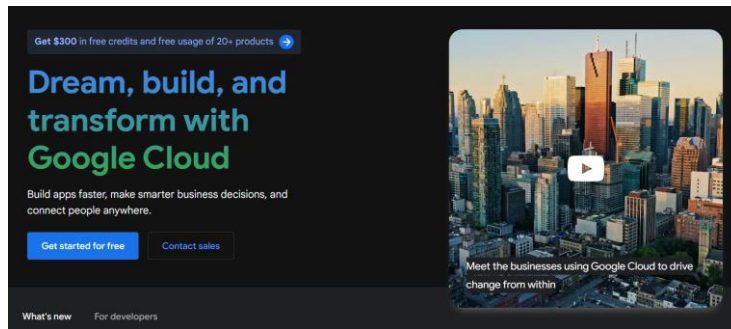 Get $300 in free credits and free usage of 20+ products
Dream, build, and
transform with
Google Cloud
Build apps faster, make smarter business decisions, and
connect people anywhere.
Get started for free
Contact sales
Meet the businesses using Google Cloud to drive
change from within
What's new
For developers